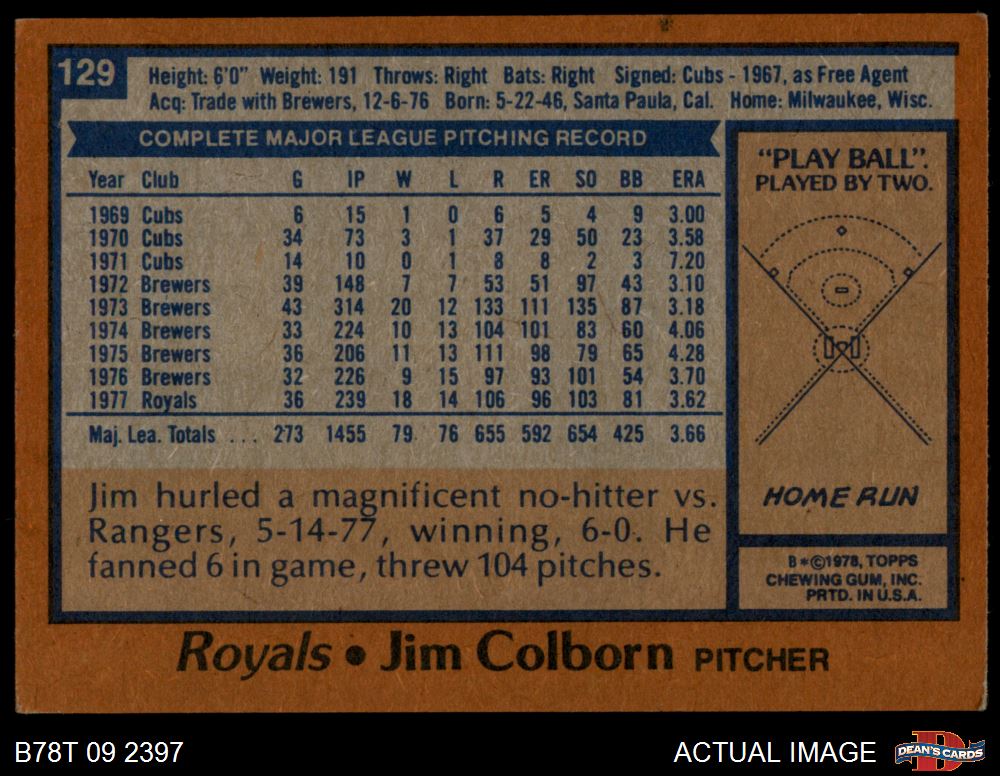 129
Height: 6'0" Weight: 191 Throws: Right Bats: Right Signed: Cubs - 1967, as Free Agent
Acq: Trade with Brewers, 12-6-76 Born: 5-22-46, Santa Paula, Cal. Home: Milwaukee, Wisc.
COMPLETE MAJOR LEAGUE PITCHING RECORD
Year Club G IP W L R ER SO BB ERA
1969 Cubs 6 15 1 0 6 5 4 9 3.00
1970 Cubs 34 73 3 1 37 29 50 23 3.58
1971 Cubs 14 10 0 1 8 8 2 3 7.20
1972 Brewers 39 148 7 7 53 51 97 43 3.10
1973 Brewers 43 314 20 12 133 111 135 87 3.18
1974 Brewers 33 224 10 13 104 101 83 60 4.06
1975 Brewers 36 206 11 13 111 98 79 65 4.28
1976 Brewers 32 226 9 15 97 93 101 54 3.70
1977 Royals 36 239 18 14 106 96 103 81 3.62
Maj. Lea. Totals . . . 273 1455 79 76 655 592 654 425 3.66
Jim hurled a magnificent no-hitter vs.
Rangers, 5-14-77, winning, 6-0. He
fanned 6 in game, threw 104 pitches.
"PLAY BALL".
PLAYED BY TWO.
HOME RUN
B*©1978, TOPPS
CHEWING GUM, INC.
PRTD. IN U.S.A.
Royals • Jim Colborn PITCHER
B78T 09 2397
ACTUAL IMAGE
DEAN'S CARDS